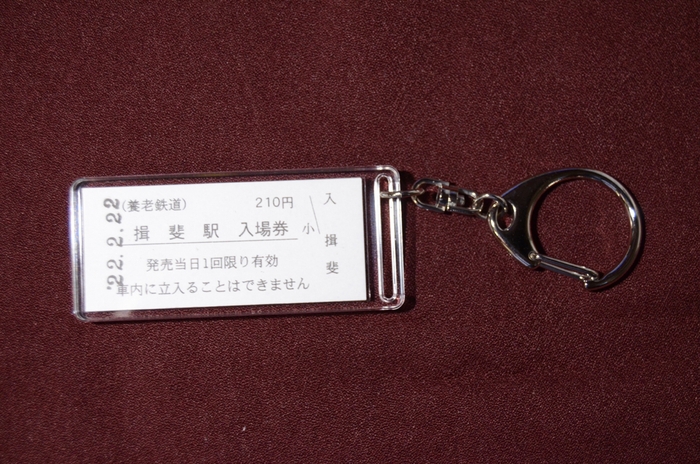 22.2.22
(養老鉄道) 210円
揖斐駅 入場券
発売当日1回限り有効
車内に立入ることはできません
小
入
揖
斐